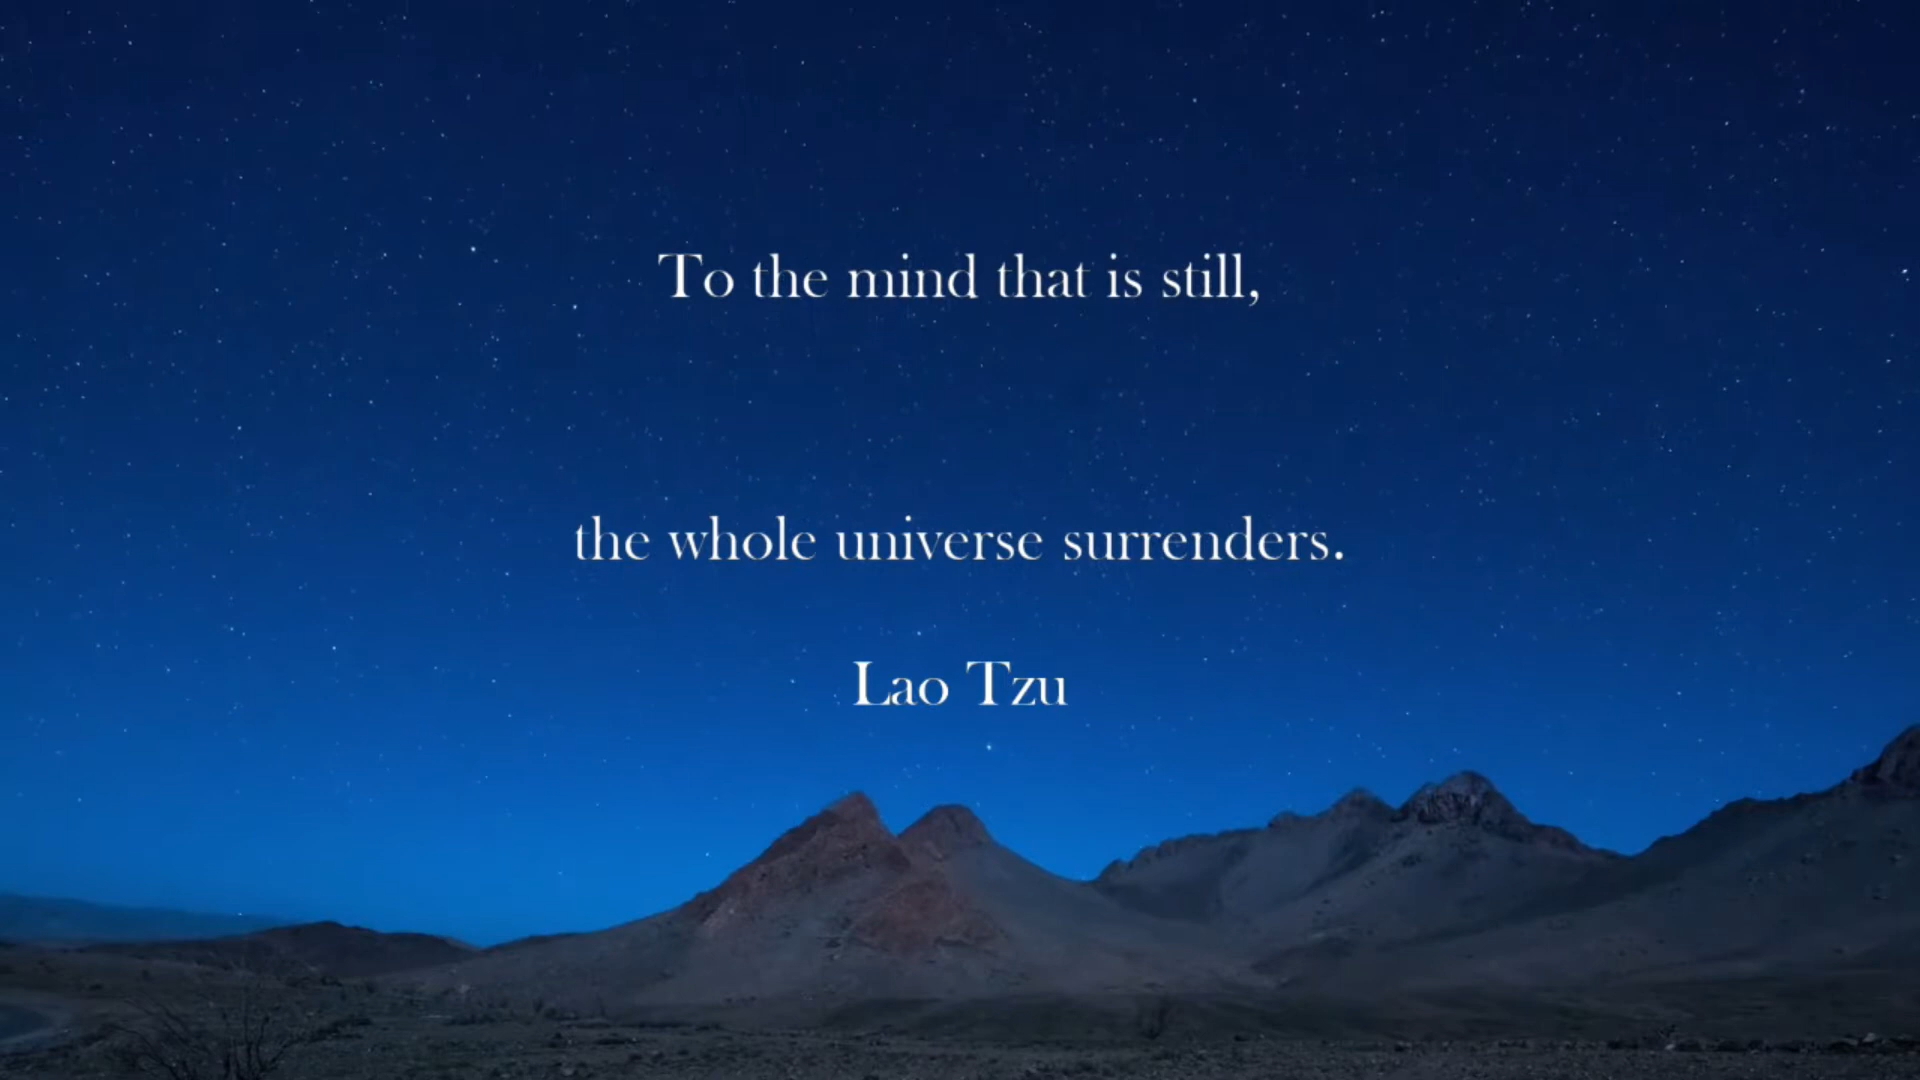 To the mind that is still,
the whole universe surrenders.
Lao Tzu